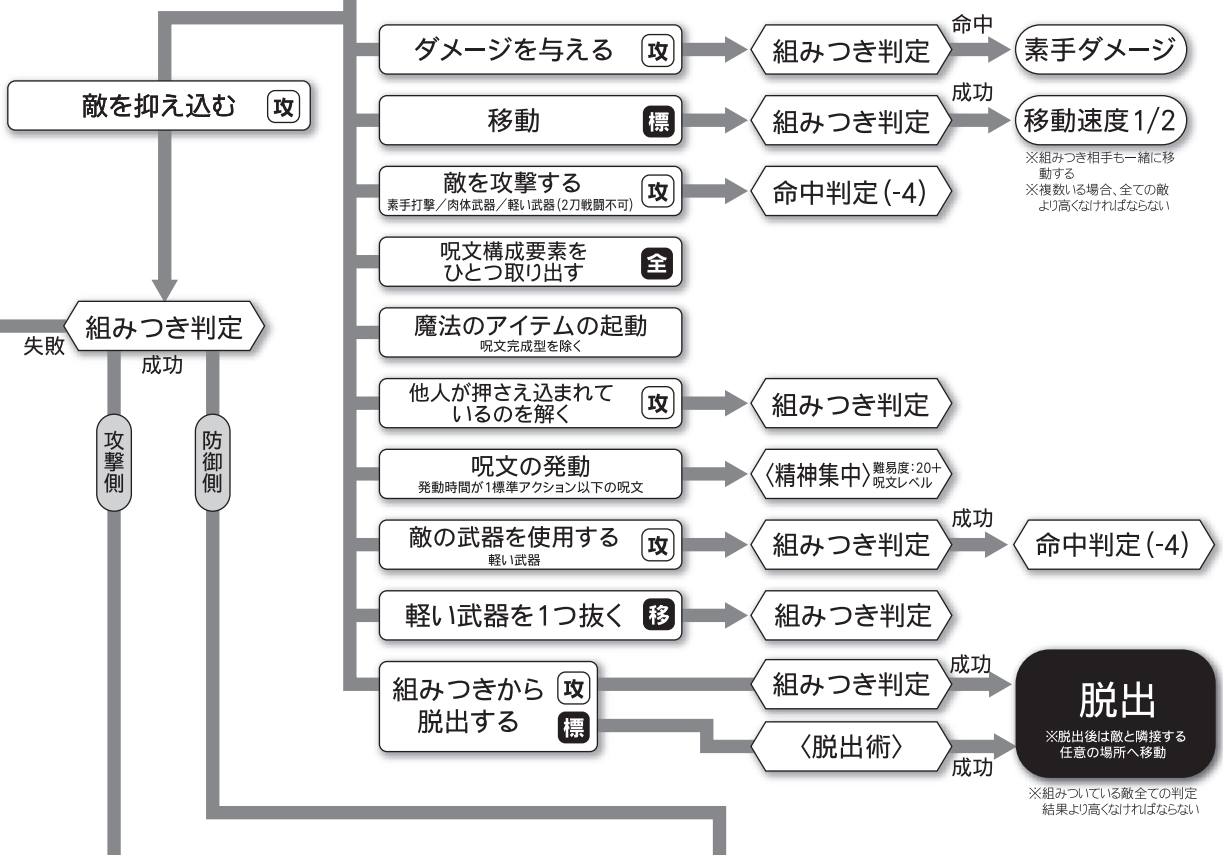 敵を抑え込む 攻
組みつき判定
失敗
成功
攻撃側
防御側
ダメージを与える 攻
組みつき判定
命中
素手ダメージ
移動 標
組みつき判定
成功
移動速度1/2
※組みつき相手も一緒に移
動する
※複数いる場合、全ての敵
より高くなければならない
敵を攻撃する 攻
素手打撃／肉体武器／軽い武器(2刀戦闘不可)
命中判定(-4)
呪文構成要素を
ひとつ取り出す 全
魔法のアイテムの起動
呪文完成型を除く
他人が押さえ込まれて
いるのを解く 攻
組みつき判定
呪文の発動
発動時間が1標準アクション以下の呪文
〈精神集中〉 難易度:20+
呪文レベル
敵の武器を使用する 攻
軽い武器
組みつき判定
成功
命中判定(-4)
軽い武器を1つ抜く 移
組みつき判定
組みつきから 攻
脱出する 標
組みつき判定
成功
〈脱出術〉
成功
脱出
※脱出後は敵と隣接する
任意の場所へ移動
※組みついている敵全ての判定
結果より高くなければならない